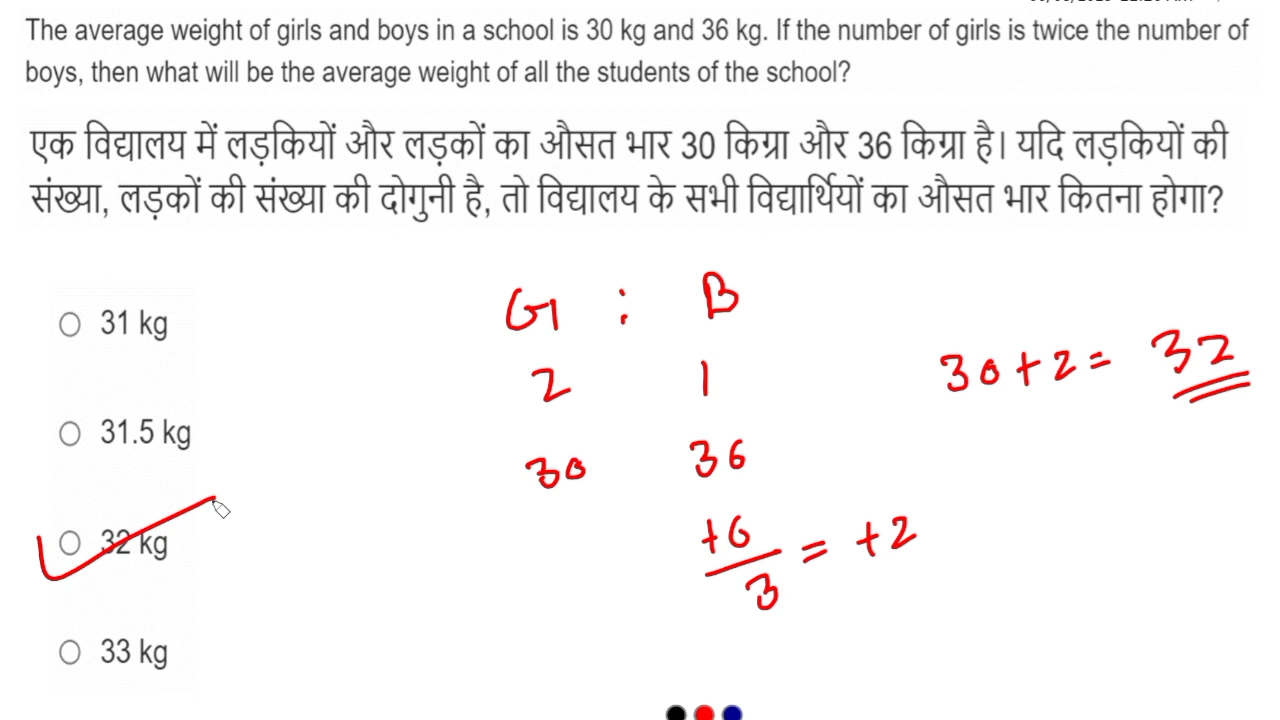 The average weight of girls and boys in a school is 30 kg and 36 kg. If the number of girls is twice the number of
boys, then what will be the average weight of all the students of the school?
एक विद्यालय में लड़कियों और लड़कों का औसत भार 30 किग्रा और 36 किग्रा है। यदि लड़कियों की
संख्या, लड़कों की संख्या की दोगुनी है, तो विद्यालय के सभी विद्यार्थियों का औसत भार कितना होगा?
31 kg
31.5 kg
32 kg
33 kg
G : B
2 1
30 36
+6/3 = +2
30+2= 32